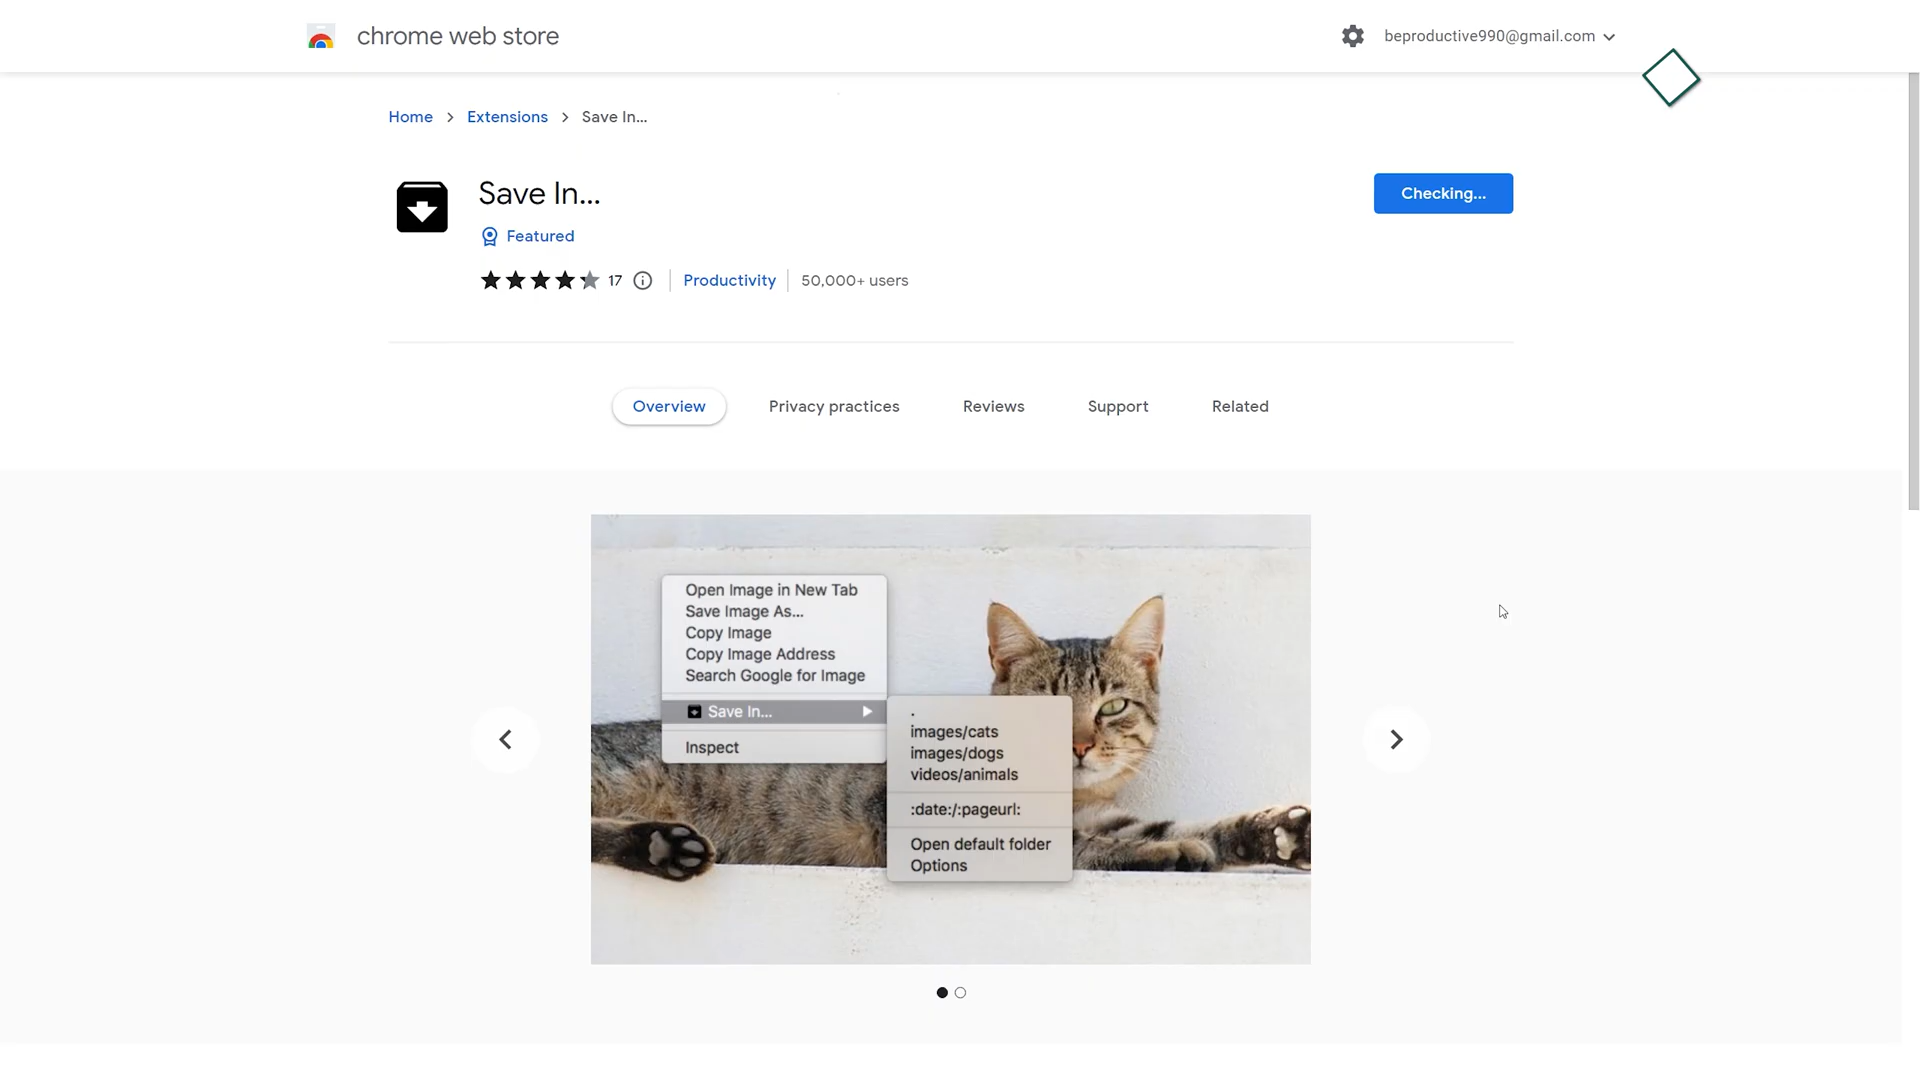 chrome web store
beproductive990@gmail.com
Home > Extensions > Save In...
Save In...
Checking...
Featured
17
Productivity
50,000+ users
Overview
Privacy practices
Reviews
Support
Related
Open Image in New Tab
Save Image As...
Copy Image
Copy Image Address
Search Google for Image
Save In...
Inspect
.
images/cats
images/dogs
videos/animals
:date:/:pageurl:
Open default folder
Options